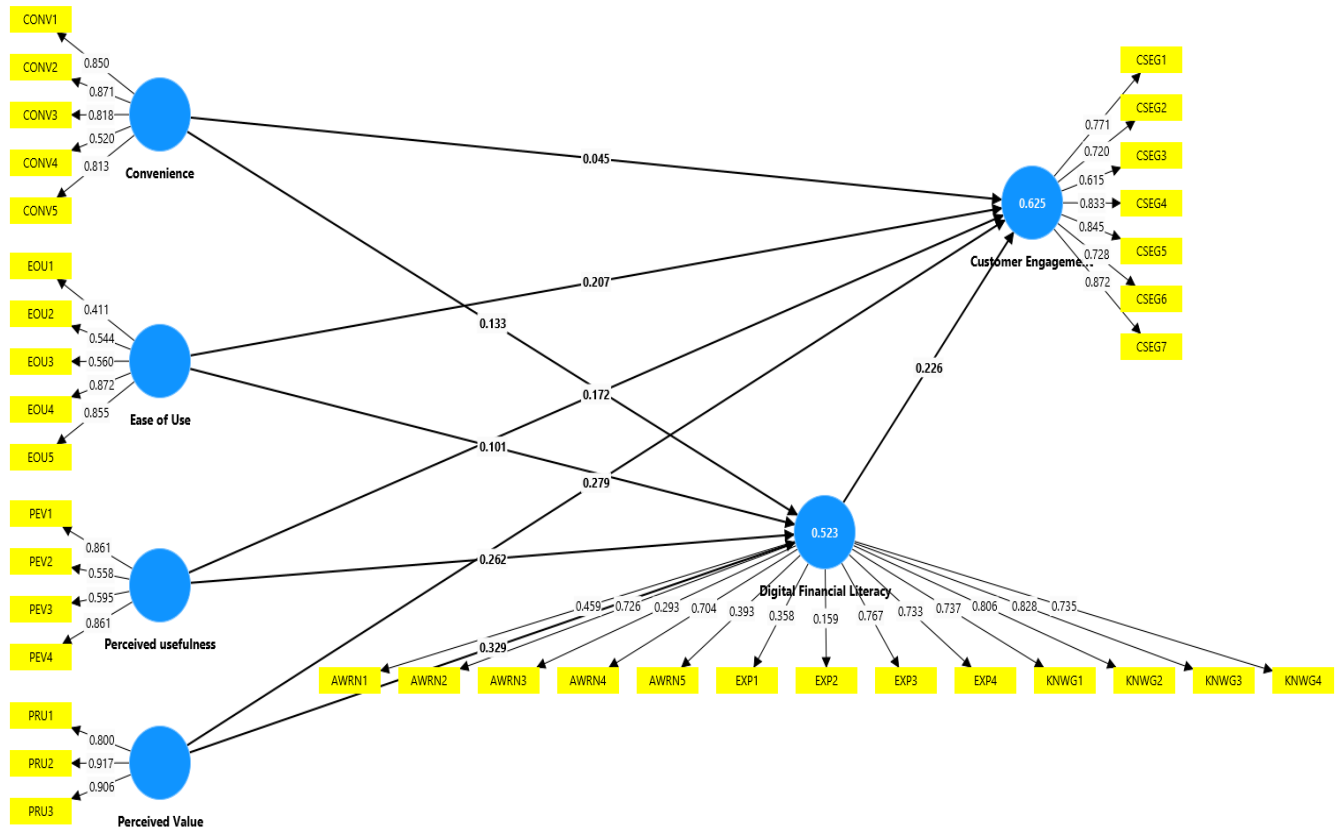 CONV1
CONV2
CONV3
CONV4
CONV5
0.850
0.871
0.818
0.520
0.813
Convenience
EOU1
EOU2
EOU3
EOU4
EOU5
0.411
0.544
0.560
0.872
0.855
Ease of Use
PEV1
PEV2
PEV3
PEV4
0.861
0.558
0.595
0.861
Perceived usefulness
PRU1
PRU2
PRU3
0.800
0.917
0.906
Perceived Value
0.045
0.207
0.133
0.172
0.101
0.279
0.262
0.329
0.226
0.625
Customer Engagemen
0.771
0.720
0.615
0.833
0.845
0.728
0.872
CSEG1
CSEG2
CSEG3
CSEG4
CSEG5
CSEG6
CSEG7
0.523
Digital Financial Literacy
0.459
0.726
0.293
0.704
0.393
0.358
0.159
0.767
0.733
0.737
0.806
0.828
0.735
AWRN1
AWRN2
AWRN3
AWRN4
AWRN5
EXP1
EXP2
EXP3
EXP4
KNWG1
KNWG2
KNWG3
KNWG4